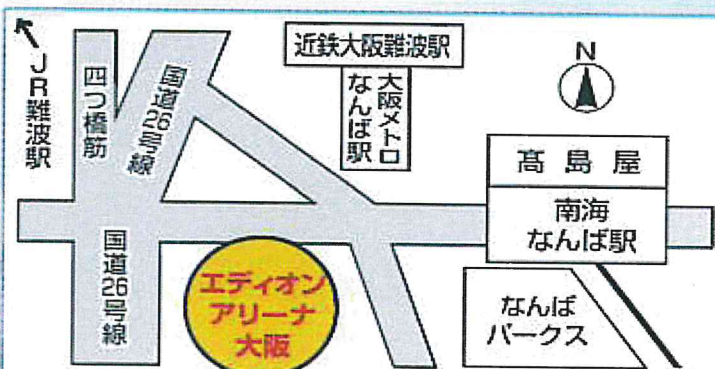 JR難波駅
四つ橋筋
国道26号線
近鉄大阪難波駅
大阪メトロ
なんば駅
N
髙島屋
南海
なんば駅
国道26号線
エディオン
アリーナ
大阪
なんば
パークス